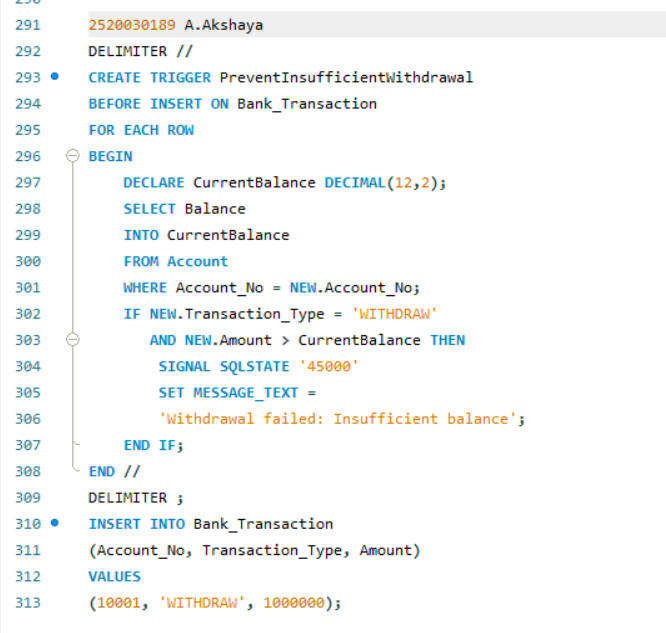 291 2520030189 A.Akshaya
292 DELIMITER //
293 CREATE TRIGGER PreventInsufficientWithdrawal
294 BEFORE INSERT ON Bank_Transaction
295 FOR EACH ROW
296 BEGIN
297 DECLARE CurrentBalance DECIMAL(12,2);
298 SELECT Balance
299 INTO CurrentBalance
300 FROM Account
301 WHERE Account_No = NEW.Account_No;
302 IF NEW.Transaction_Type = 'WITHDRAW'
303 AND NEW.Amount > CurrentBalance THEN
304 SIGNAL SQLSTATE '45000'
305 SET MESSAGE_TEXT =
306 'Withdrawal failed: Insufficient balance';
307 END IF;
308 END //
309 DELIMITER ;
310 INSERT INTO Bank_Transaction
311 (Account_No, Transaction_Type, Amount)
312 VALUES
313 (10001, 'WITHDRAW', 1000000);